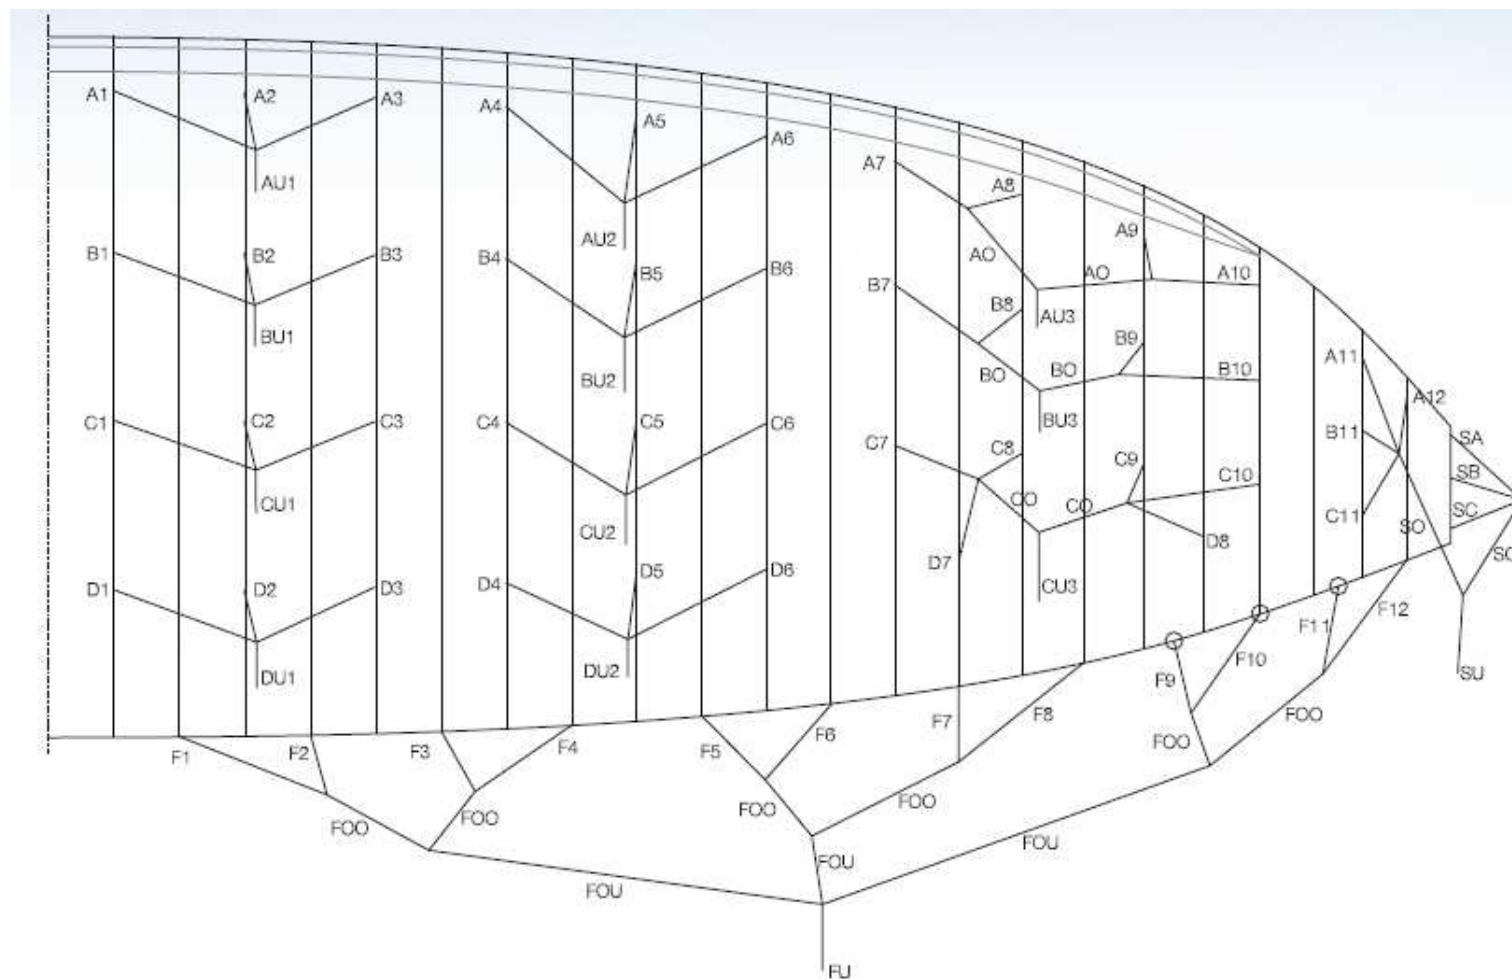 A1
A2
A3
AU1
A4
A5
A6
AU2
A7
A8
A9
AO
AO
A10
AU3
B1
B2
B3
BU1
B4
B5
B6
BU2
B7
B8
B9
BO
BO
B10
BU3
A11
A12
B11
C11
SA
SB
SC
SO
SO
SU
C1
C2
C3
CU1
C4
C5
C6
CU2
C7
C8
C9
CO
CO
C10
D7
D8
CU3
D1
D2
D3
DU1
D4
D5
D6
DU2
F1
F2
F3
F4
F5
F6
F7
F8
F9
F10
F11
F12
FOO
FOO
FOO
FOO
FOO
FOO
FOU
FOU
FOU
FU